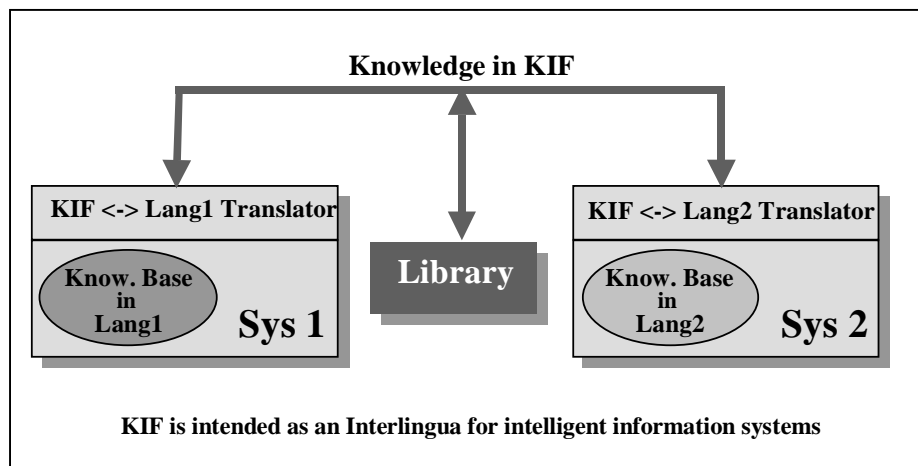 Knowledge in KIF
KIF <-> Lang1 Translator
Know. Base
in
Lang1
Sys 1
Library
KIF <-> Lang2 Translator
Know. Base
in
Lang2
Sys 2
KIF is intended as an Interlingua for intelligent information systems